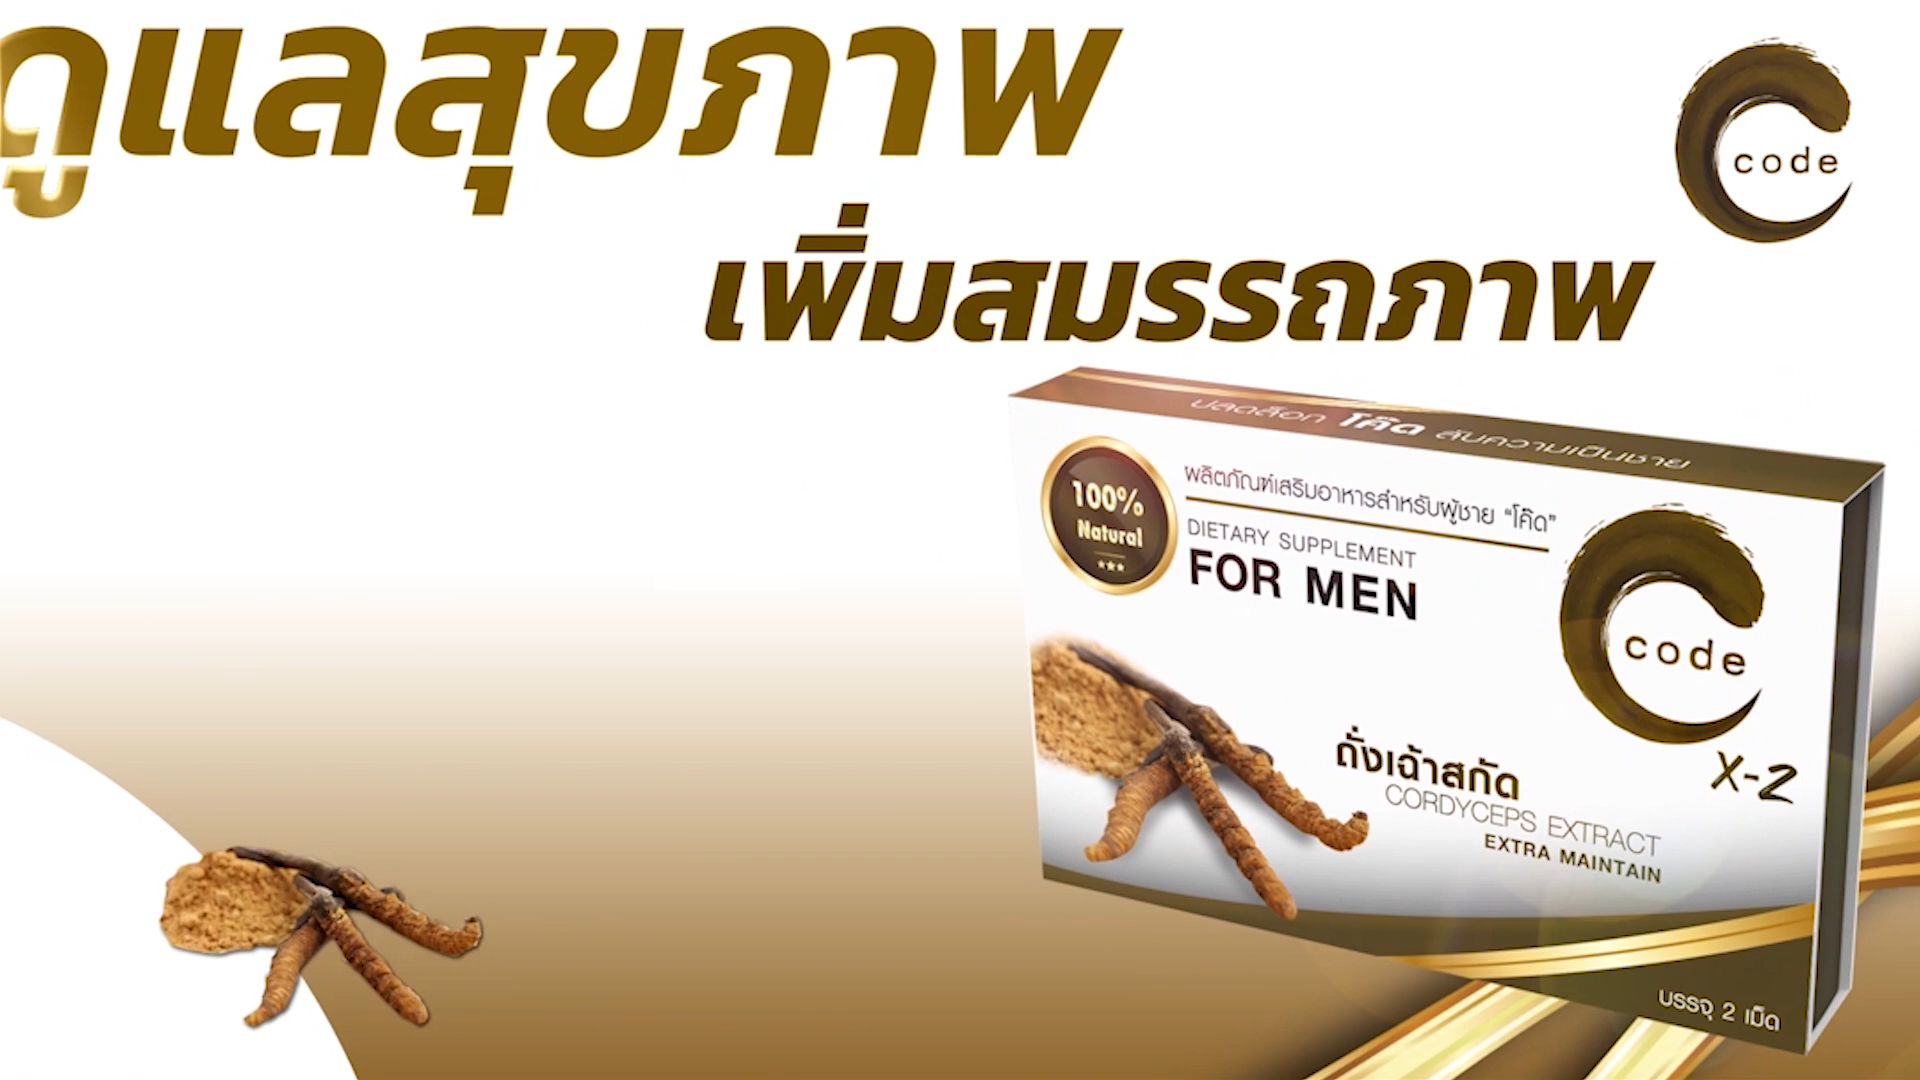 ดูแลสุขภาพ
code
เพิ่มสมรรถภาพ
ปลดล็อก โค๊ด ลับความเป็นชาย
100%
Natural
ผลิตภัณฑ์เสริมอาหารสำหรับผู้ชาย "โค๊ด"
DIETARY SUPPLEMENT
FOR MEN
code
X-2
ถั่งเฉ้าสกัด
CORDYCEPS EXTRACT
EXTRA MAINTAIN
บรรจุ 2 เม็ด